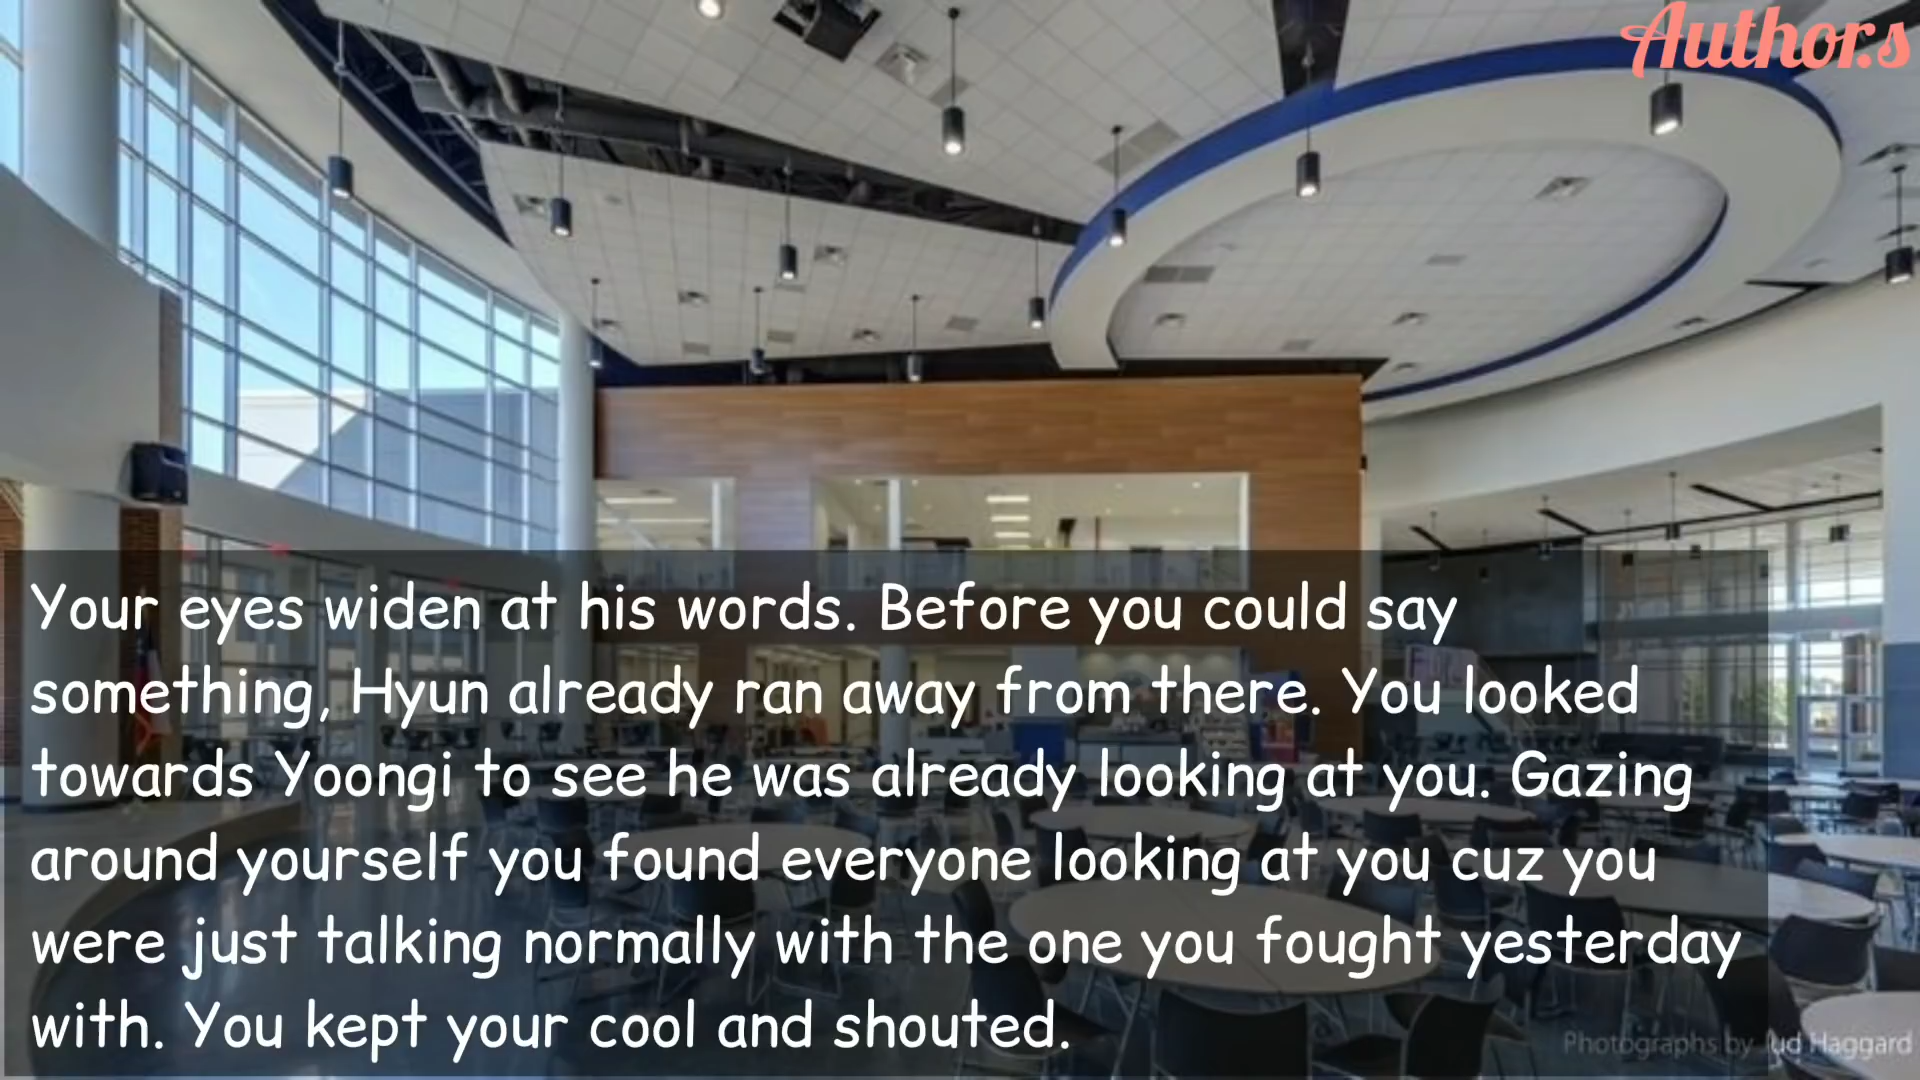 Author.s
Your eyes widen at his words. Before you could say
something, Hyun already ran away from there. You looked
towards Yoongi to see he was already looking at you. Gazing
around yourself you found everyone looking at you cuz you
were just talking normally with the one you fought yesterday
with. You kept your cool and shouted.
Photographs by Jud Haggard